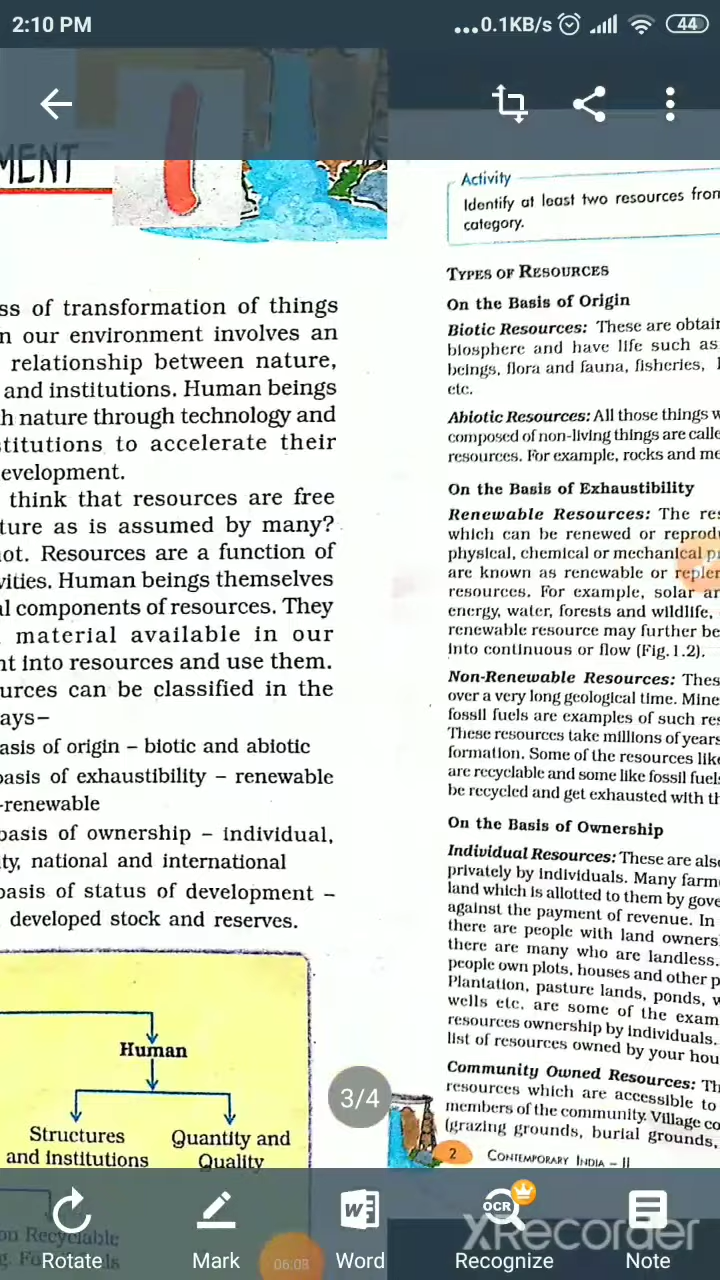 2:10 PM
...0.1KB/s
44
MENT
ss of transformation of things
n our environment involves an
relationship between nature,
and institutions. Human beings
h nature through technology and
stitutions to accelerate their
evelopment.
think that resources are free
ture as is assumed by many?
not. Resources are a function of
vities. Human beings themselves
al components of resources. They
material available in our
nt into resources and use them.
urces can be classified in the
ays–
asis of origin – biotic and abiotic
basis of exhaustibility – renewable
-renewable
basis of ownership – individual,
ty, national and international
basis of status of development –
developed stock and reserves.
Human
Structures
and institutions
Quantity and
Quality
on Recyclable
Activity
Identify at least two resources from
category.
TYPES OF RESOURCES
On the Basis of Origin
Biotic Resources: These are obtain
biosphere and have life such as
beings, flora and fauna, fisheries,
etc.
Abiotic Resources: All those things w
composed of non-living things are calle
resources. For example, rocks and me
On the Basis of Exhaustibility
Renewable Resources: The res
which can be renewed or reprodu
physical, chemical or mechanical p
are known as renewable or replen
resources. For example, solar an
energy, water, forests and wildlife,
renewable resource may further be
into continuous or flow (Fig.1.2).
Non-Renewable Resources: Thes
over a very long geological time. Mine
fossil fuels are examples of such res
These resources take millions of years
formation. Some of the resources like
are recyclable and some like fossil fuels
be recycled and get exhausted with th
On the Basis of Ownership
Individual Resources: These are also
privately by individuals. Many farme
land which is allotted to them by gove
against the payment of revenue. In
there are people with land owners
there are many who are landless.
people own plots, houses and other p
Plantation, pasture lands, ponds, w
wells etc. are some of the exam
resources ownership by individuals.
list of resources owned by your hou
Community Owned Resources: Th
resources which are accessible to
members of the community. Village co
(grazing grounds, burial grounds,
3/4
2
CONTEMPORARY INDIA – II
XRecorder
OCR
W
06:08
Rotate
Mark
Word
Recognize
Note